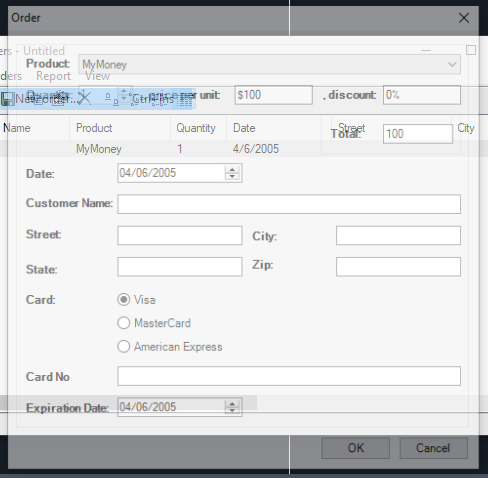 Order
ers - Untitled
Product: MyMoney
ders Report View
price per unit: $100 , discount: 0%
New order... Ctrl+Ins
Name Product Quantity Date Street City
Total: 100
MyMoney 1 4/6/2005
Date: 04/06/2005
Customer Name:
Street: City:
State: Zip:
Card: Visa
MasterCard
American Express
Card No
Expiration Date: 04/06/2005
OK Cancel